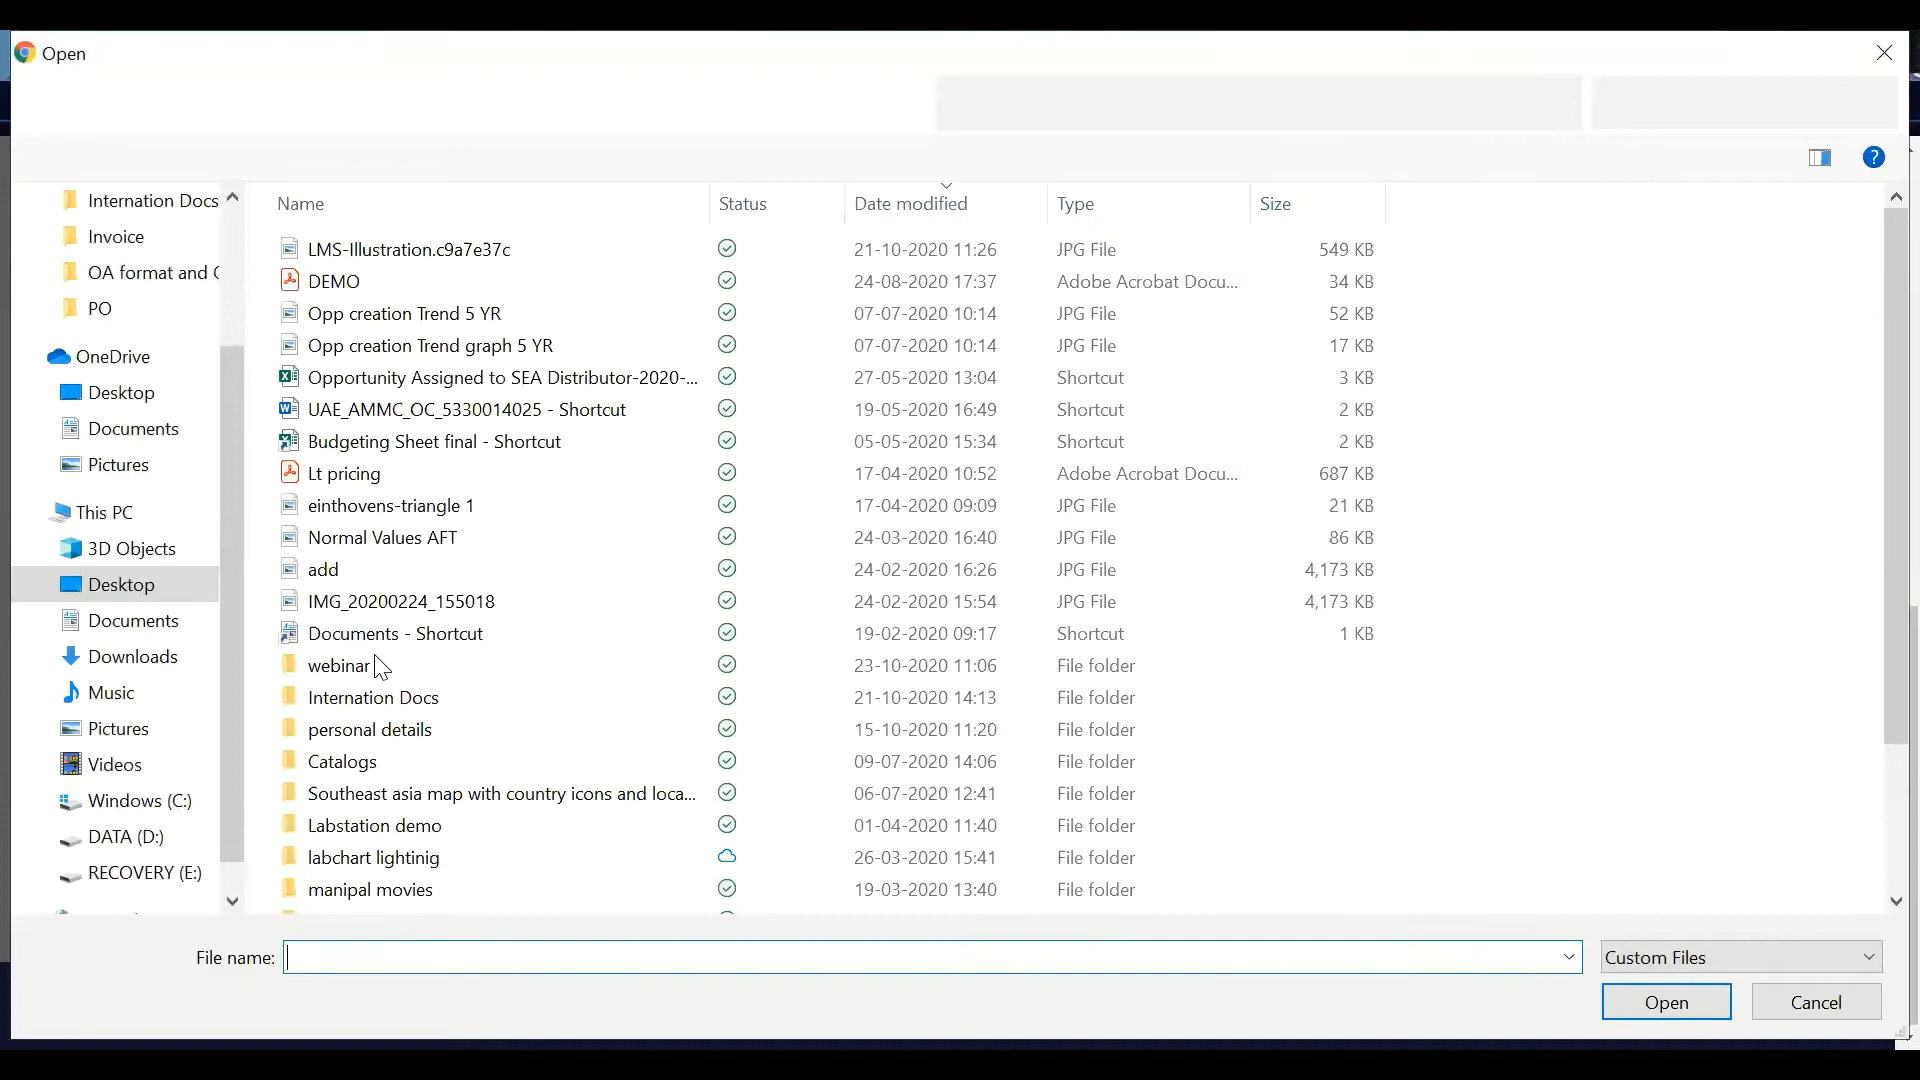 Open
Name Status Date modified Type Size
Internation Docs
Invoice
OA format and
PO
OneDrive
Desktop
Documents
Pictures
This PC
3D Objects
Desktop
Documents
Downloads
Music
Pictures
Videos
Windows (C:)
DATA (D:)
RECOVERY (E:)
LMS-Illustration.c9a7e37c 21-10-2020 11:26 JPG File 549 KB
DEMO 24-08-2020 17:37 Adobe Acrobat Docu... 34 KB
Opp creation Trend 5 YR 07-07-2020 10:14 JPG File 52 KB
Opp creation Trend graph 5 YR 07-07-2020 10:14 JPG File 17 KB
Opportunity Assigned to SEA Distributor-2020-... 27-05-2020 13:04 Shortcut 3 KB
UAE_AMMC_OC_5330014025 - Shortcut 19-05-2020 16:49 Shortcut 2 KB
Budgeting Sheet final - Shortcut 05-05-2020 15:34 Shortcut 2 KB
Lt pricing 17-04-2020 10:52 Adobe Acrobat Docu... 687 KB
einthovens-triangle 1 17-04-2020 09:09 JPG File 21 KB
Normal Values AFT 24-03-2020 16:40 JPG File 86 KB
add 24-02-2020 16:26 JPG File 4,173 KB
IMG_20200224_155018 24-02-2020 15:54 JPG File 4,173 KB
Documents - Shortcut 19-02-2020 09:17 Shortcut 1 KB
webinar 23-10-2020 11:06 File folder
Internation Docs 21-10-2020 14:13 File folder
personal details 15-10-2020 11:20 File folder
Catalogs 09-07-2020 14:06 File folder
Southeast asia map with country icons and loca... 06-07-2020 12:41 File folder
Labstation demo 01-04-2020 11:40 File folder
labchart lightinig 26-03-2020 15:41 File folder
manipal movies 19-03-2020 13:40 File folder
File name: Custom Files
Open Cancel